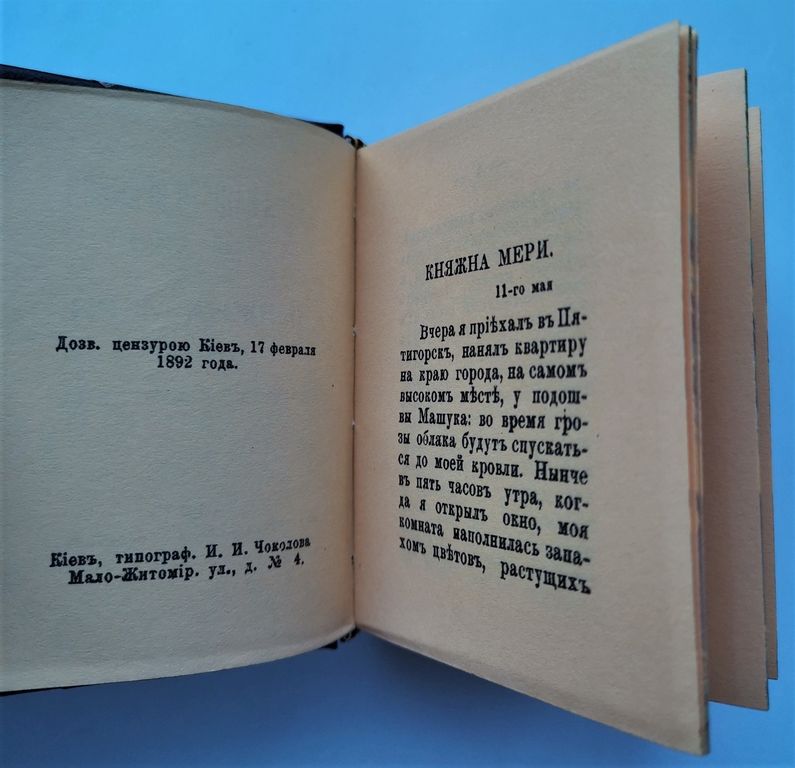 Дозв. цензурою Кіевъ, 17 февраля
1892 года.
Кіевъ, типограф. И. И. Чоколова
Мало-Житомір. ул., д. № 4.
КНЯЖНА МЕРИ.
11-го мая
Вчера я пріѣхалъ въ Пя-
тигорскъ, нанялъ квартиру
на краю города, на самомъ
высокомъ мѣстѣ, у подош-
вы Машука: во время гро-
зы облака будутъ спускать-
ся до моей кровли. Нынче
въ пять часовъ утра, ког-
да я открылъ окно, моя
комната наполнилась запа-
хомъ цвѣтовъ, растущихъ